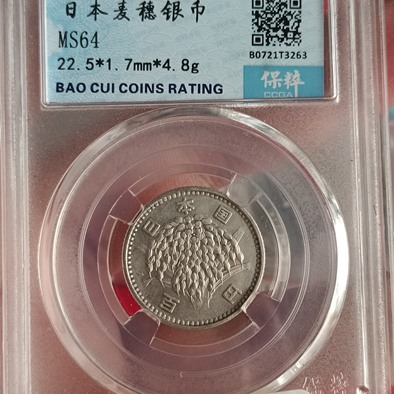 日本麦穗银币
MS64
22.5*1.7mm*4.8g
B0721T3263
保粹
CCGA
BAO CUI COINS RATING
日本国
百円